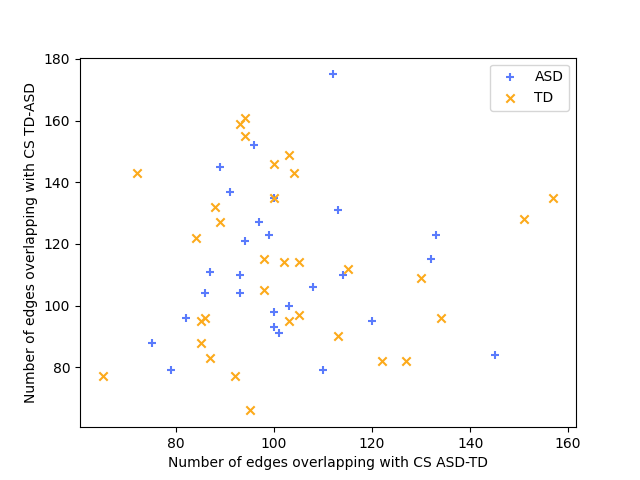 180
160
140
120
100
80
Number of edges overlapping with CS TD-ASD
ASD
TD
80 100 120 140 160
Number of edges overlapping with CS ASD-TD